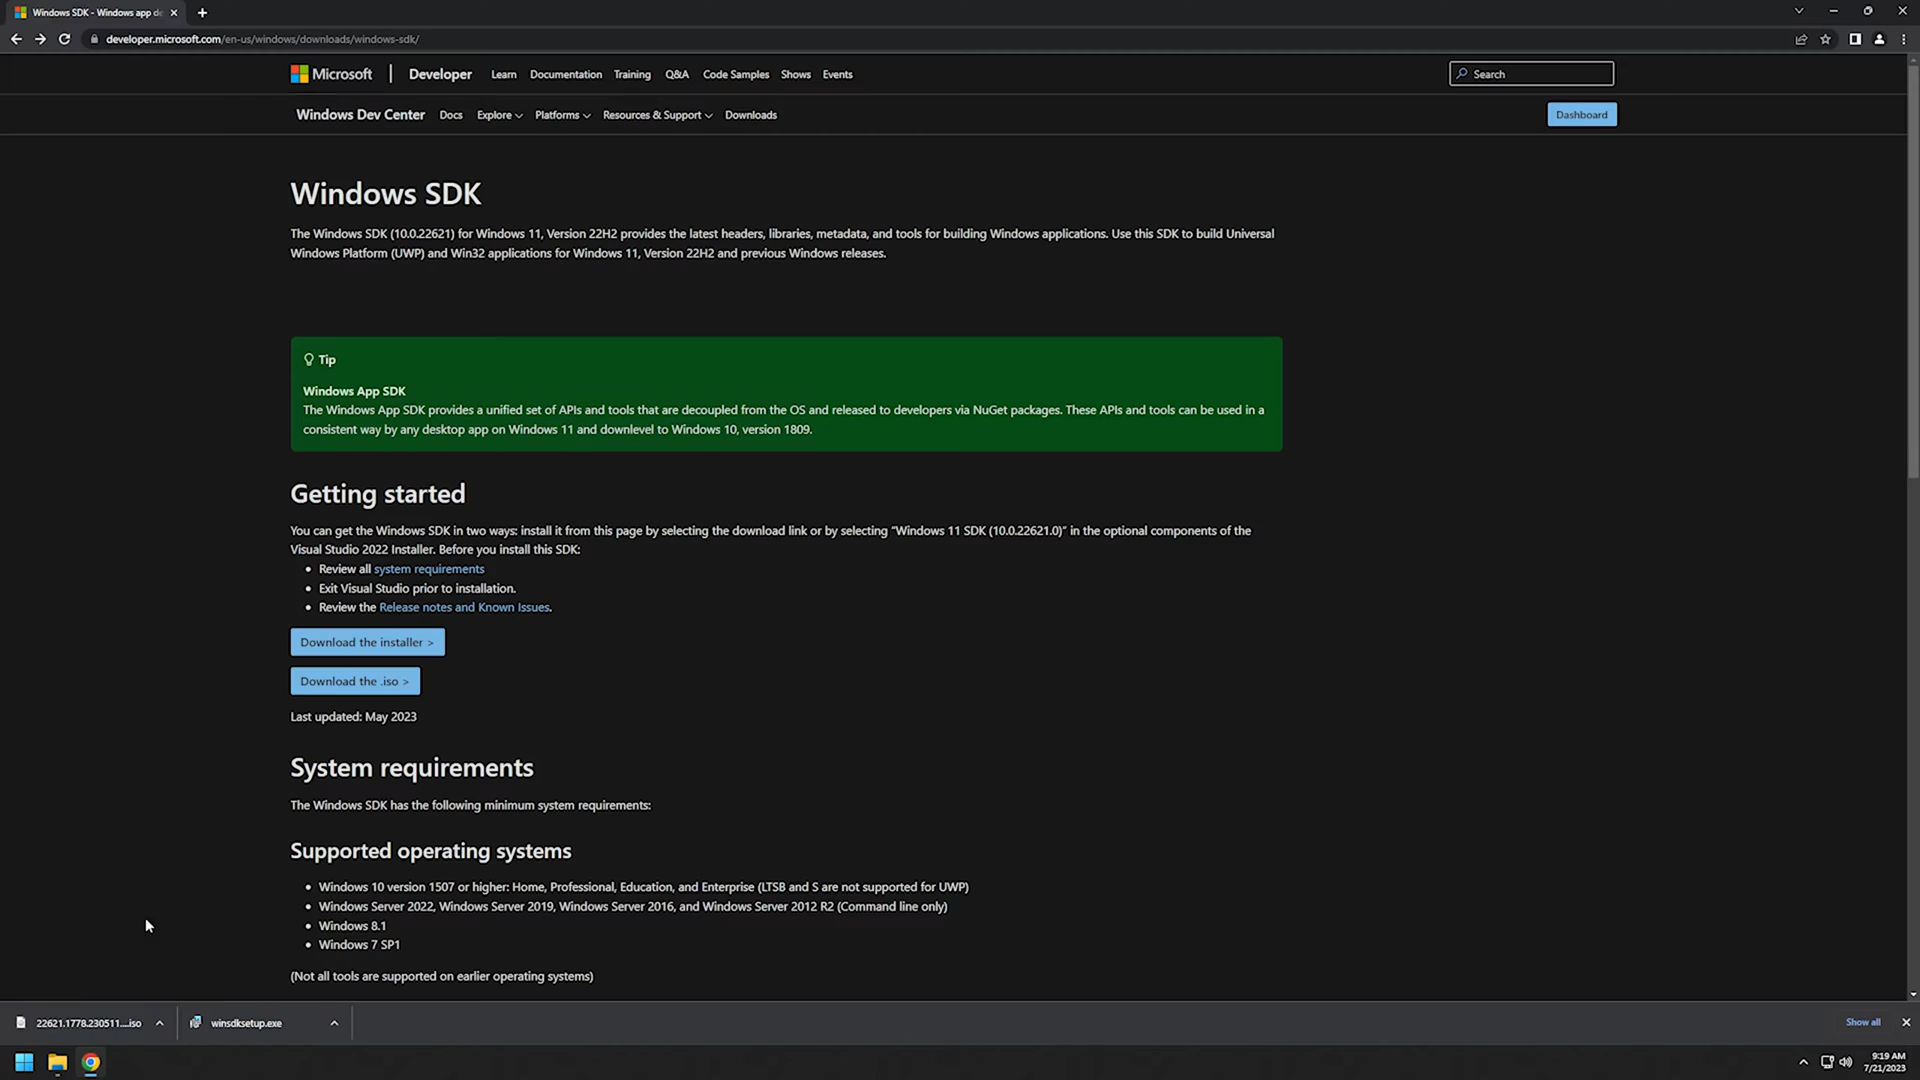 Windows SDK - Windows app de
developer.microsoft.com/en-us/windows/downloads/windows-sdk/
Microsoft Developer Learn Documentation Training Q&A Code Samples Shows Events Search
Windows Dev Center Docs Explore Platforms Resources & Support Downloads Dashboard
Windows SDK
The Windows SDK (10.0.22621) for Windows 11, Version 22H2 provides the latest headers, libraries, metadata, and tools for building Windows applications. Use this SDK to build Universal
Windows Platform (UWP) and Win32 applications for Windows 11, Version 22H2 and previous Windows releases.
Tip
Windows App SDK
The Windows App SDK provides a unified set of APIs and tools that are decoupled from the OS and released to developers via NuGet packages. These APIs and tools can be used in a
consistent way by any desktop app on Windows 11 and downlevel to Windows 10, version 1809.
Getting started
You can get the Windows SDK in two ways: install it from this page by selecting the download link or by selecting “Windows 11 SDK (10.0.22621.0)” in the optional components of the
Visual Studio 2022 Installer. Before you install this SDK:
• Review all system requirements
• Exit Visual Studio prior to installation.
• Review the Release notes and Known Issues.
Download the installer >
Download the .iso >
Last updated: May 2023
System requirements
The Windows SDK has the following minimum system requirements:
Supported operating systems
• Windows 10 version 1507 or higher: Home, Professional, Education, and Enterprise (LTSB and S are not supported for UWP)
• Windows Server 2022, Windows Server 2019, Windows Server 2016, and Windows Server 2012 R2 (Command line only)
• Windows 8.1
• Windows 7 SP1
(Not all tools are supported on earlier operating systems)
22621.1778.230511....iso winsdksetup.exe Show all
9:19 AM
7/21/2023